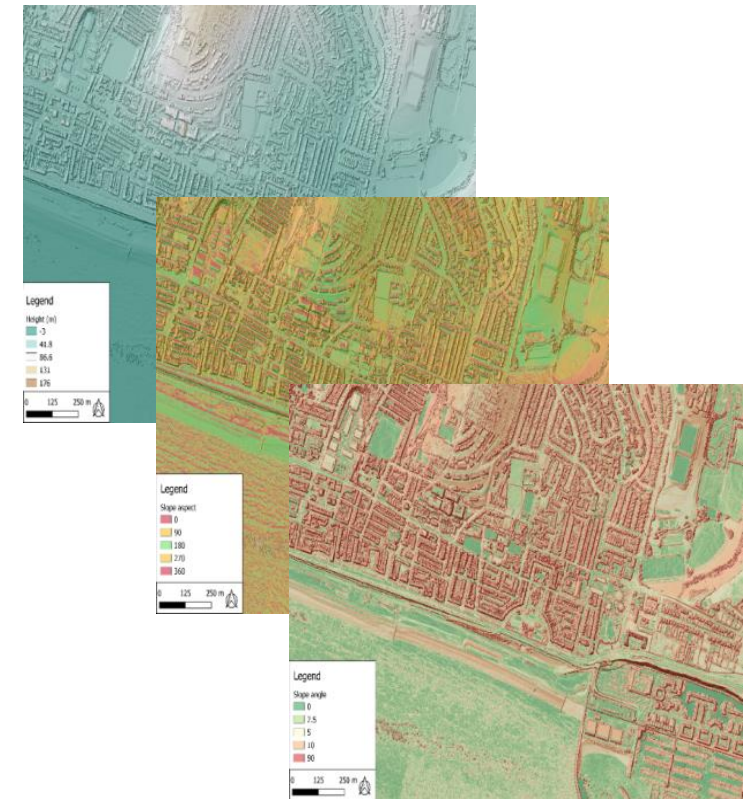 Legend
Height (m)
-3
41.8
86.6
131
176
0 125 250 m
Legend
Slope aspect
0
90
180
270
360
0 125 250 m
Legend
Slope angle
0
2.5
5
10
90
0 125 250 m